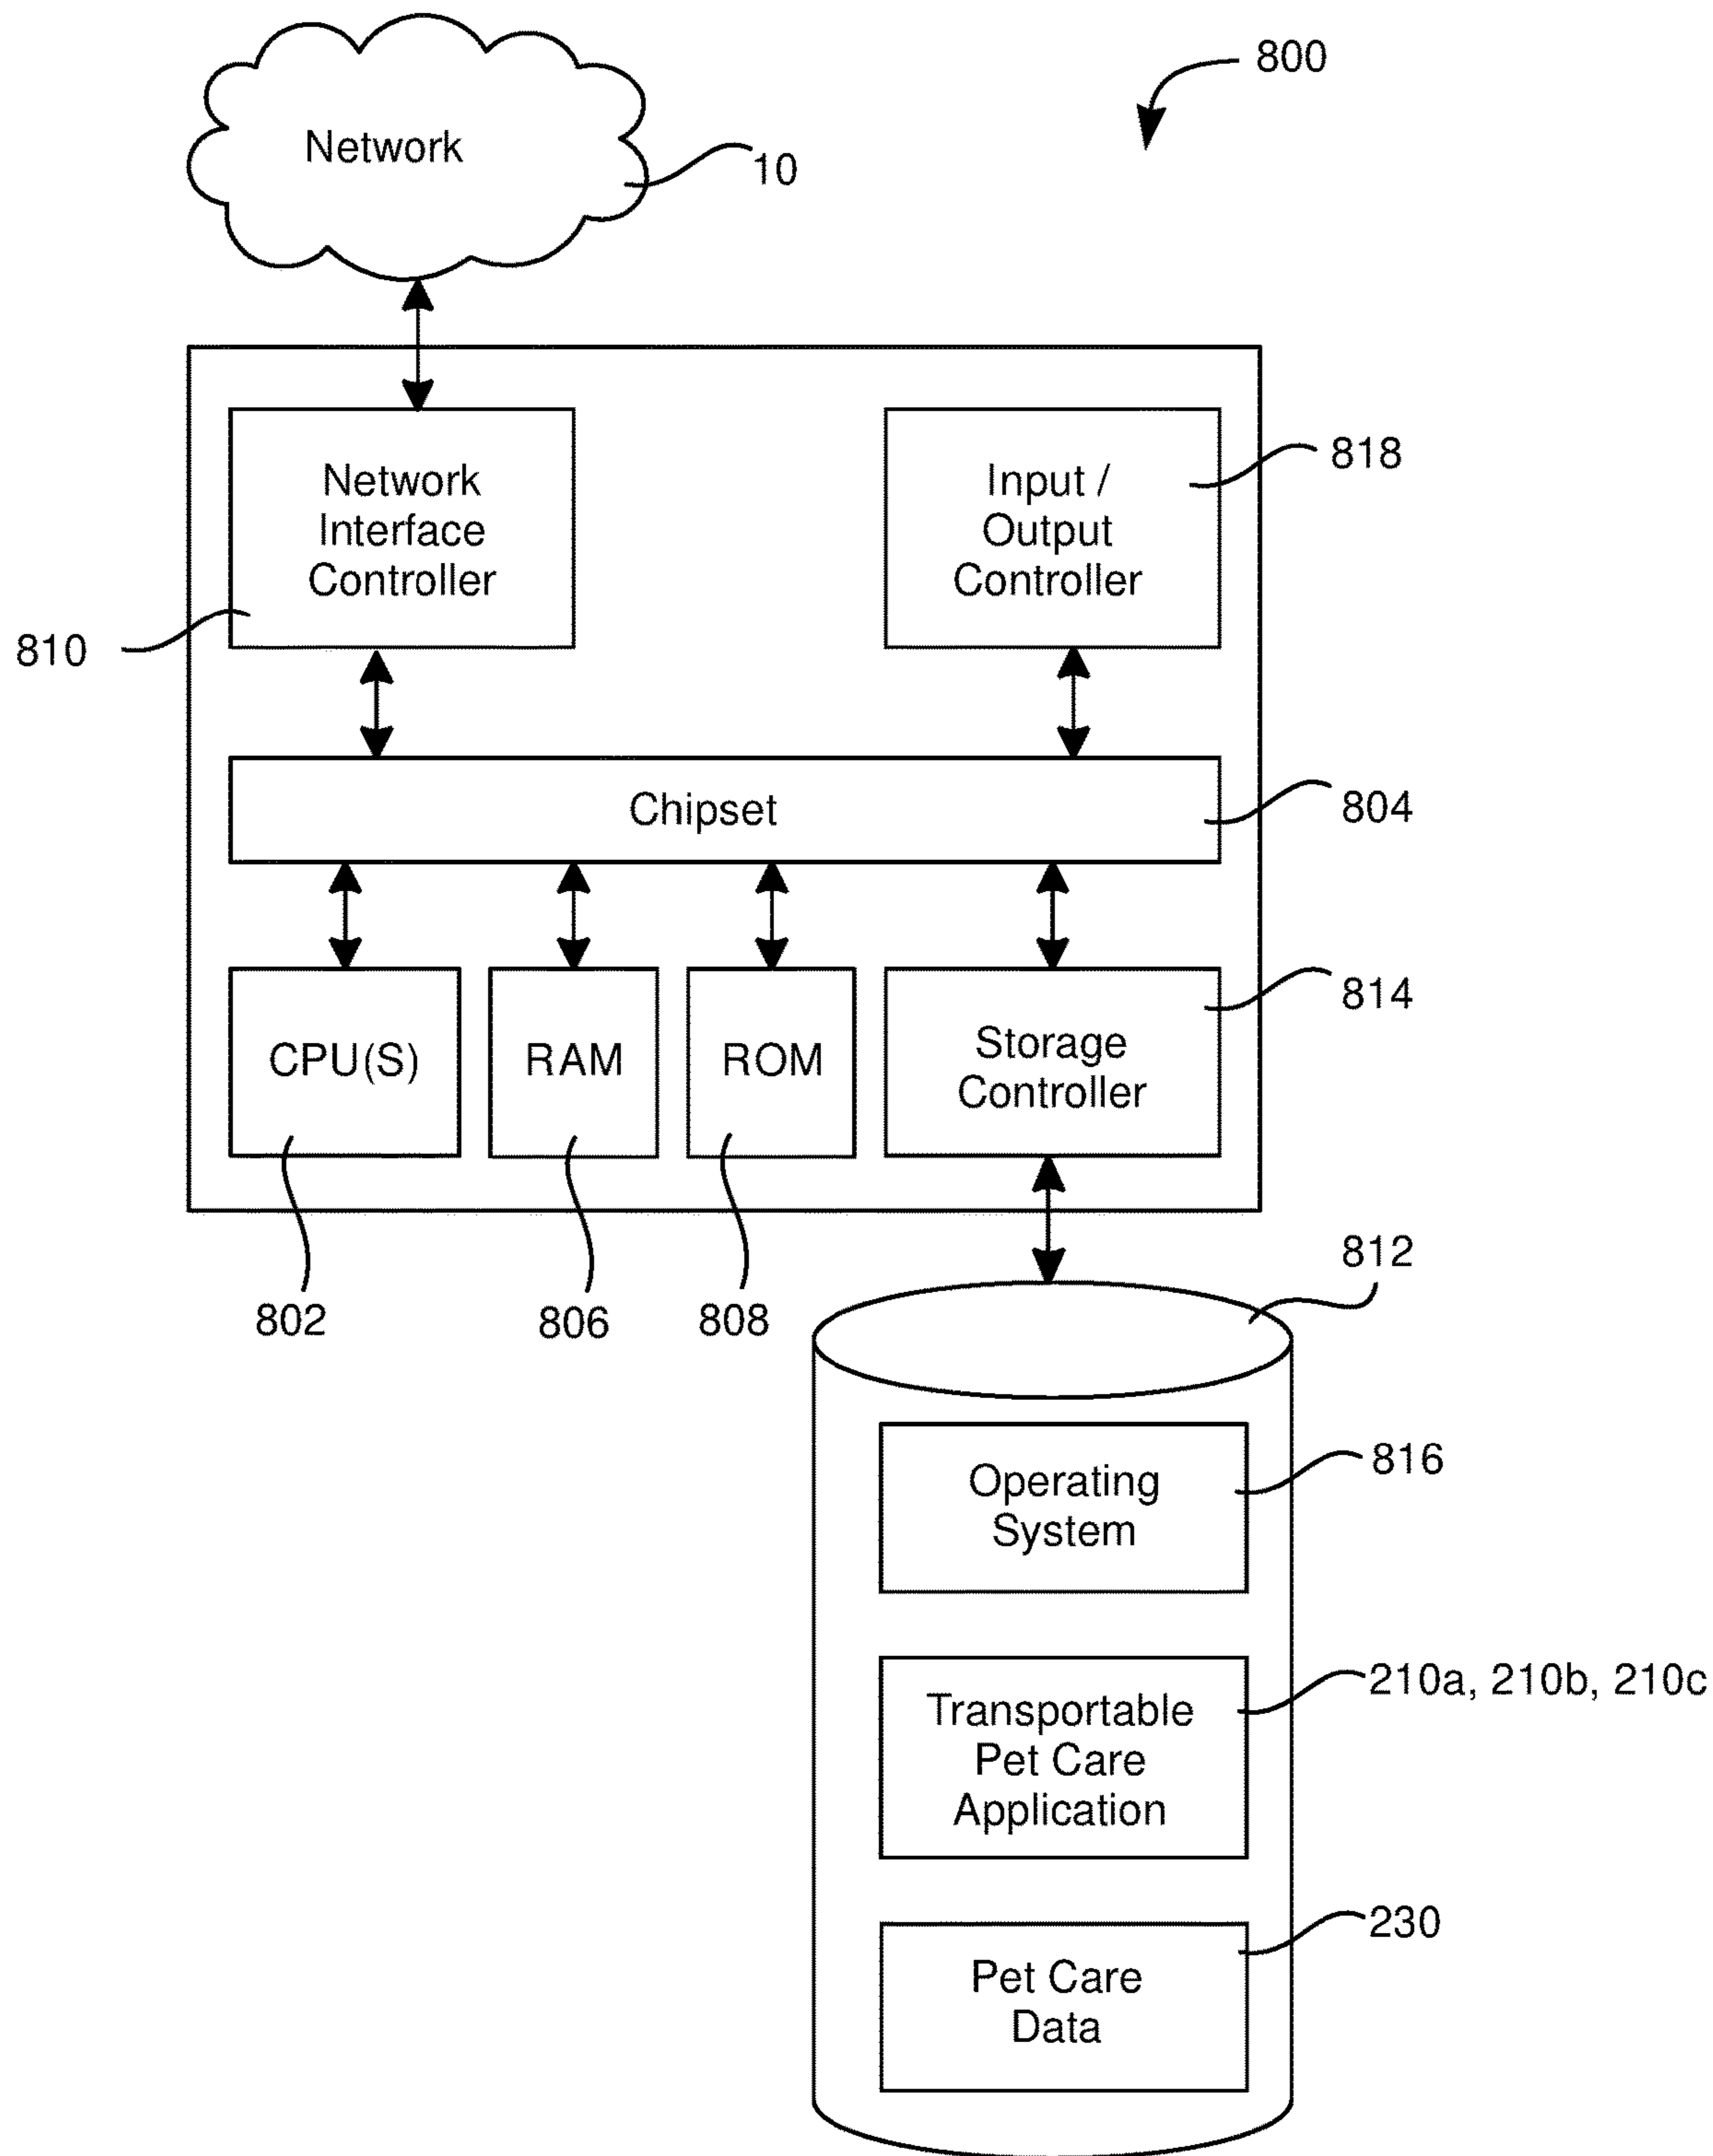 800
Network
10
Network
Interface
Controller
810
Input /
Output
Controller
818
Chipset
804
CPU(S)
RAM
ROM
Storage
Controller
814
802
806
808
812
Operating
System
816
Transportable
Pet Care
Application
210a, 210b, 210c
Pet Care
Data
230